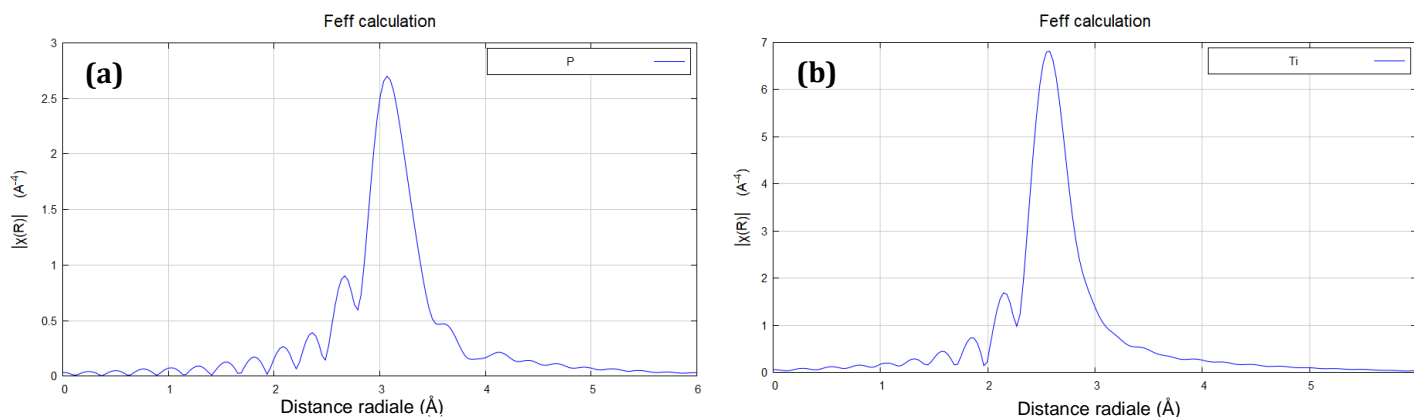 Feff calculation
(a)
P
3
2.5
2
1.5
1
0.5
0
|χ(R)| (A⁻⁴)
0 1 2 3 4 5 6
Distance radiale (Å)
Feff calculation
(b)
Ti
7
6
5
4
3
2
1
0
|χ(R)| (A⁻⁴)
0 1 2 3 4 5
Distance radiale (Å)